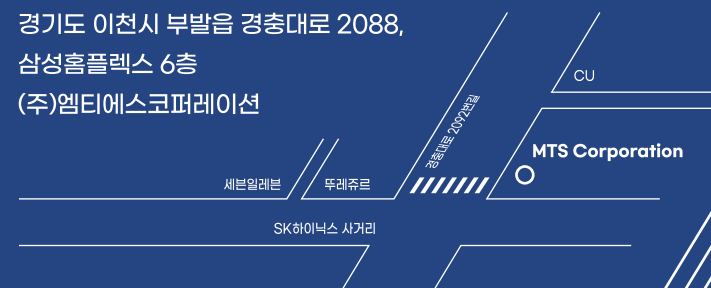 경기도 이천시 부발읍 경충대로 2088,
삼성홈플렉스 6층
(주)엠티에스코퍼레이션
CU
경충대로 2092번길
MTS Corporation
세븐일레븐
뚜레쥬르
SK하이닉스 사거리